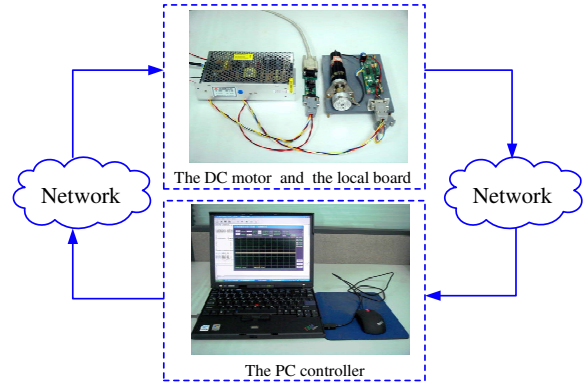 The DC motor and the local board
Network
Network
The PC controller